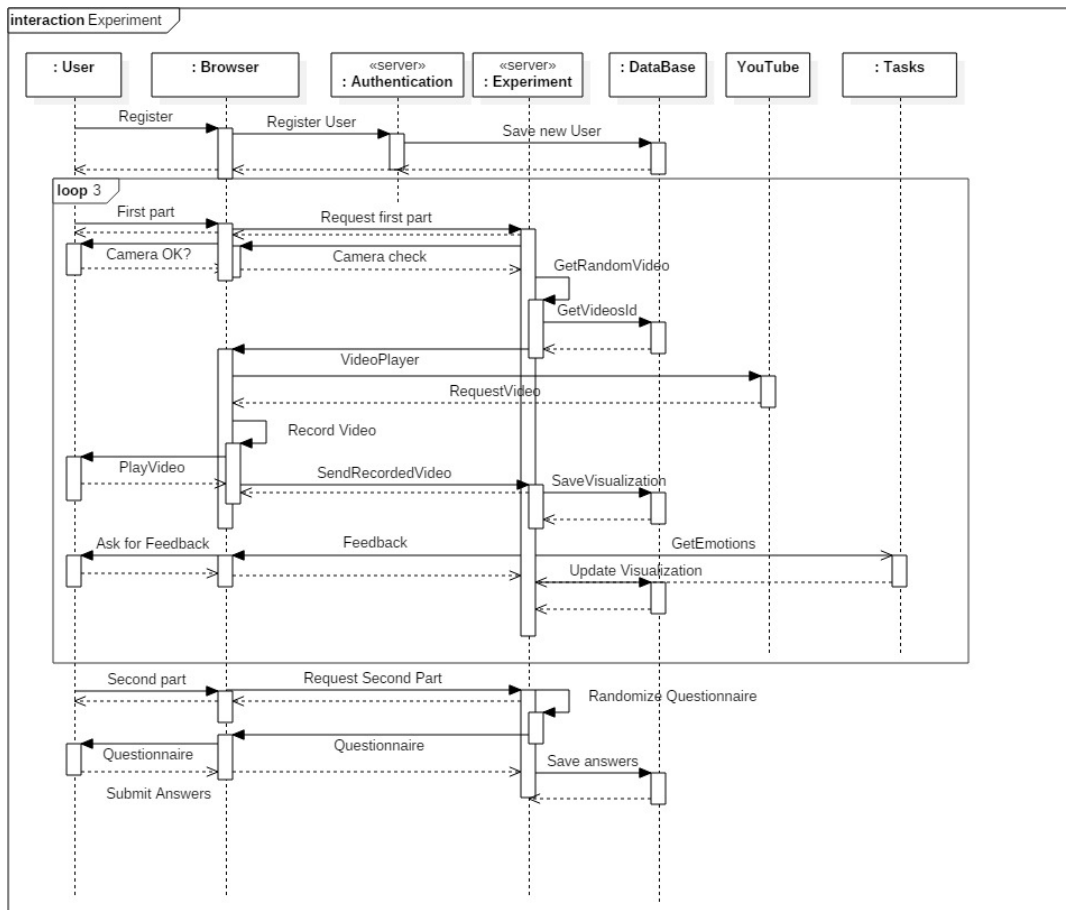 interaction Experiment
: User
: Browser
«server»
: Authentication
«server»
: Experiment
: DataBase
YouTube
: Tasks
Register
Register User
Save new User
loop 3
First part
Request first part
Camera OK?
Camera check
GetRandomVideo
GetVideosId
VideoPlayer
RequestVideo
Record Video
PlayVideo
SendRecordedVideo
SaveVisualization
Ask for Feedback
Feedback
GetEmotions
Update Visualization
Second part
Request Second Part
Randomize Questionnaire
Questionnaire
Questionnaire
Save answers
Submit Answers